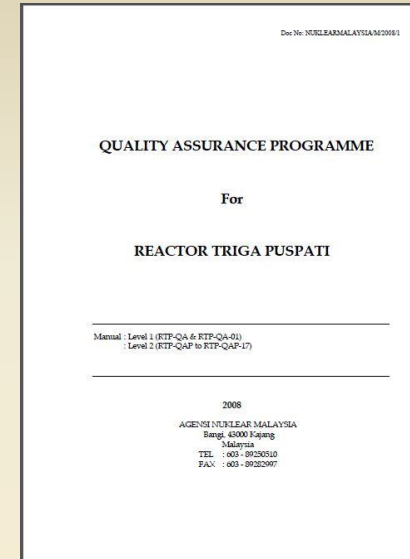 Doc No: NUKLEARMALAYSIA/M/2008/1
QUALITY ASSURANCE PROGRAMME
For
REACTOR TRIGA PUSPATI
Manual : Level 1 (RTP-QA & RTP-QA-01)
: Level 2 (RTP-QAP to RTP-QAP-17)
2008
AGENSI NUKLEAR MALAYSIA
Bangi, 43000 Kajang
Malaysia
TEL : 603 - 89250510
FAX : 603 - 89282997